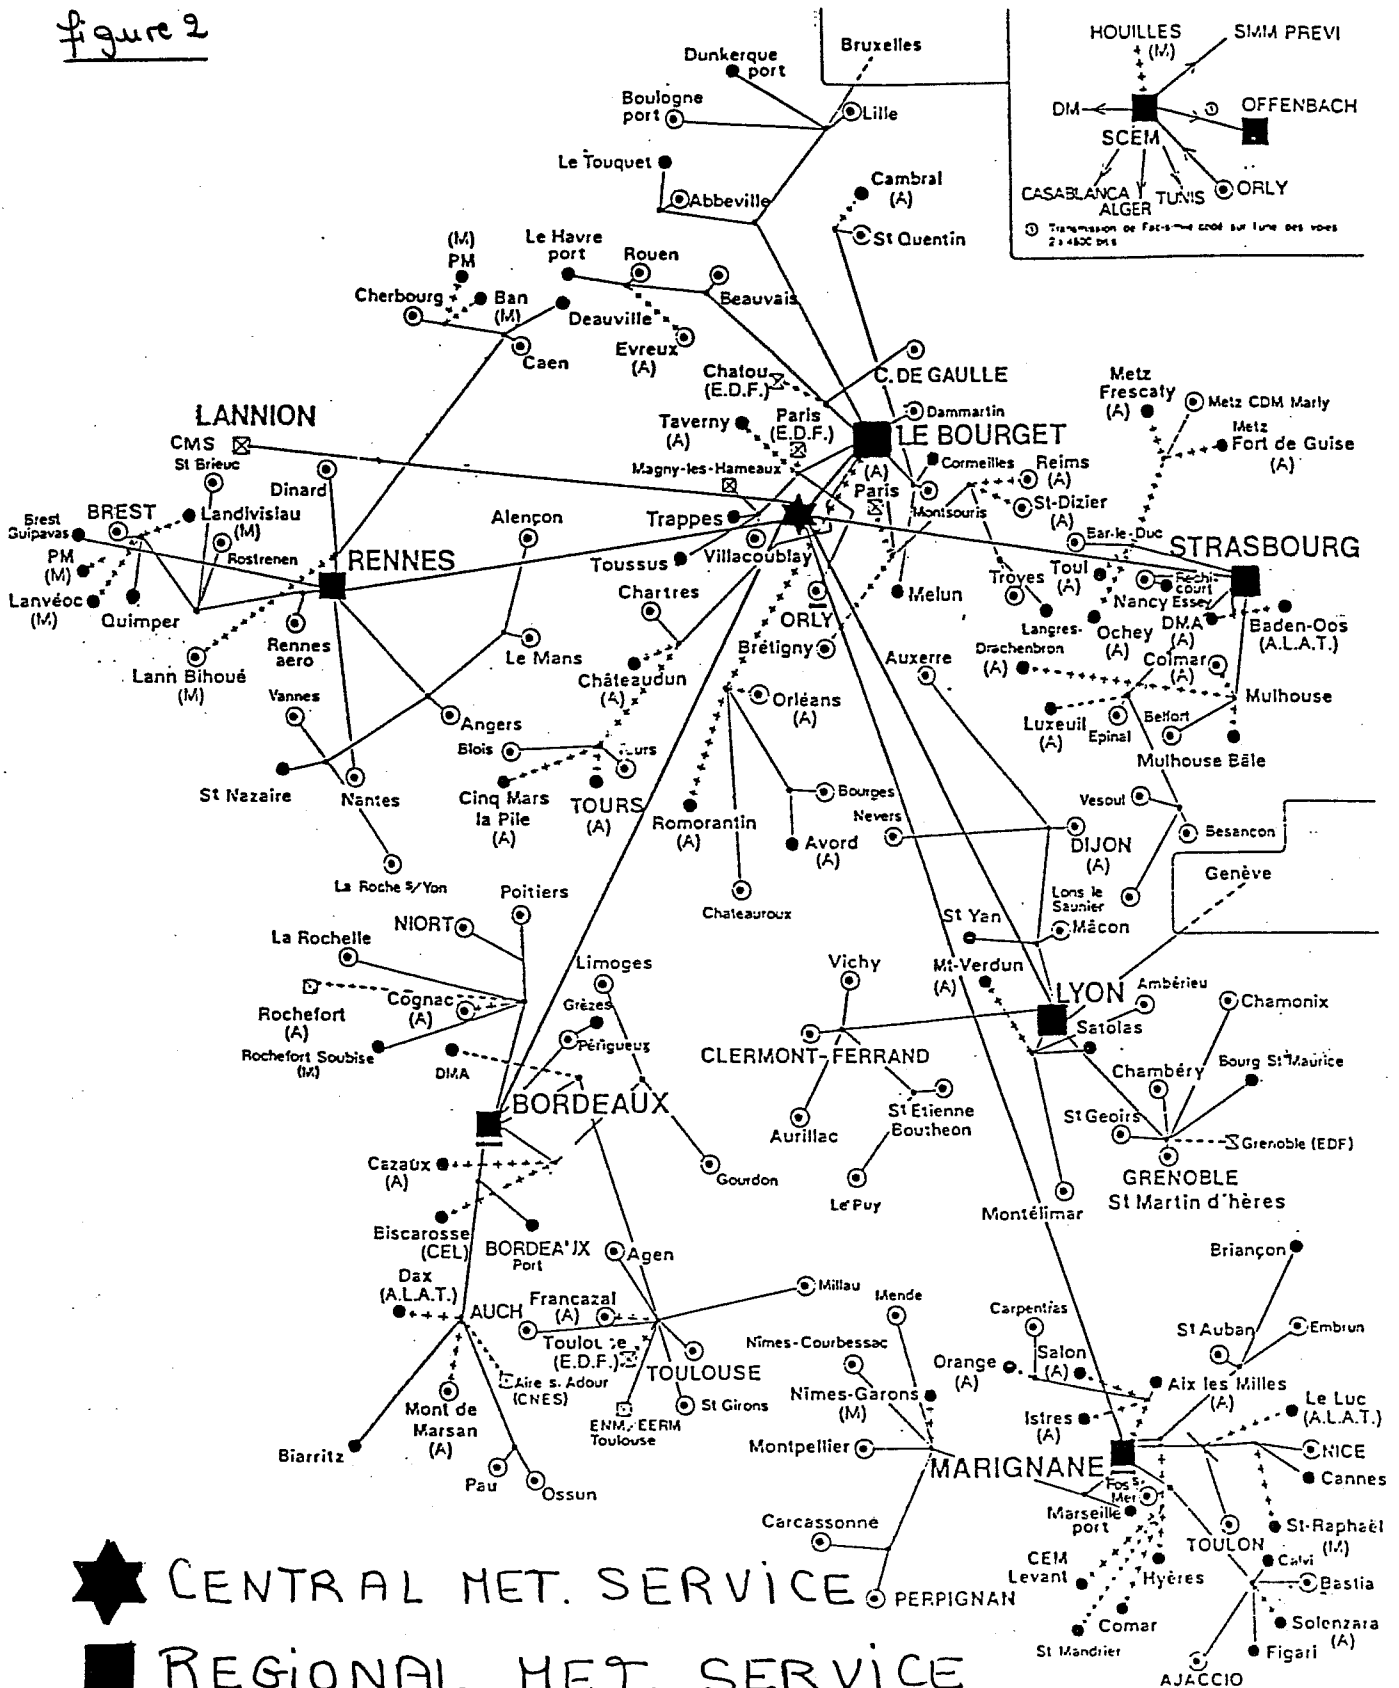 figure 2
Bruxelles
Dunkerque
port
Boulogne
port
Lille
Le Touquet
Abbeville
Cambral
(A)
St Quentin
HOUILLES
(M)
SMM PREVI
DM
OFFENBACH
SCEM
CASABLANCA
ALGER
TUNIS
ORLY
(M)
PM
Le Havre
port
Rouen
Beauvais
Cherbourg
Ban
(M)
Deauville
Caen
Evreux
(A)
Chatou
(E.D.F.)
C. DE GAULLE
Dammartin
LE BOURGET
(A)
Taverny
(A)
Paris
(E.D.F.)
Magny-les-Hameaux
Paris
Cormeilles
Montsouris
Reims
(A)
St-Dizier
(A)
Metz
Frescaty
(A)
Metz CDM Marly
Metz
Fort de Guise
(A)
LANNION
CMS
St Brieuc
Dinard
BREST
Landivisiau
(M)
Brest
Guipavas
Rostrenen
PM
(M)
Lanvéoc
(M)
Quimper
RENNES
Rennes
aero
Lann Bihoué
(M)
Alençon
Le Mans
Trappes
Toussus
Villacoublay
Chartres
ORLY
Melun
Brétigny
Troyes
Langres
Bar-le-Duc
Toul
(A)
STRASBOURG
Nancy Essey
Ochey
(A)
DMA
(A)
Baden-Oos
(A.L.A.T.)
Drachenbron
(A)
Colmar
(A)
Mulhouse
Luxeuil
(A)
Epinal
Belfort
Mulhouse Bâle
Vannes
St Nazaire
Nantes
Angers
La Roche s/Yon
Châteaudun
(A)
Blois
Cinq Mars
la Pile
(A)
TOURS
(A)
Orléans
(A)
Romorantin
(A)
Bourges
Avord
(A)
Chateauroux
Auxerre
Nevers
DIJON
(A)
Vesoul
Besançon
Lons le
Saunier
Genève
Poitiers
NIORT
La Rochelle
Rochefort
(A)
Cognac
(A)
Rochefort Soubise
(M)
DMA
Limoges
Grèzes
Périgueux
BORDEAUX
Gourdon
St Yan
Mâcon
Mt-Verdun
(A)
LYON
Ambérieu
Satolas
Chamonix
Vichy
CLERMONT-FERRAND
Aurillac
St Etienne
Boutheon
Le Puy
Chambéry
Bourg St Maurice
St Geoirs
Grenoble (EDF)
GRENOBLE
St Martin d'hères
Montélimar
Cazaux
(A)
Biscarosse
(CEL)
Port
Dax
(A.L.A.T.)
AUCH
Francazal
(A)
Agen
Millau
(E.D.F.)
TOULOUSE
Aire s. Adour
(CNES)
St Girons
Toulouse
Mont de
Marsan
(A)
Biarritz
Pau
Ossun
Mende
Nîmes-Courbessac
Nîmes-Garons
(M)
Montpellier
Carcassonne
PERPIGNAN
Carpentras
Orange
(A)
Salon
(A)
Istres
(A)
Briançon
St Auban
Embrun
Aix les Milles
(A)
Le Luc
(A.L.A.T.)
NICE
Cannes
MARIGNANE
Marseille
port
TOULON
St-Raphaël
(M)
CEM
Levant
Hyères
Comar
St Mandrier
Calvi
Bastia
Solenzara
(A)
Figari
AJACCIO
CENTRAL MET. SERVICE
REGIONAL MET. SERVICE